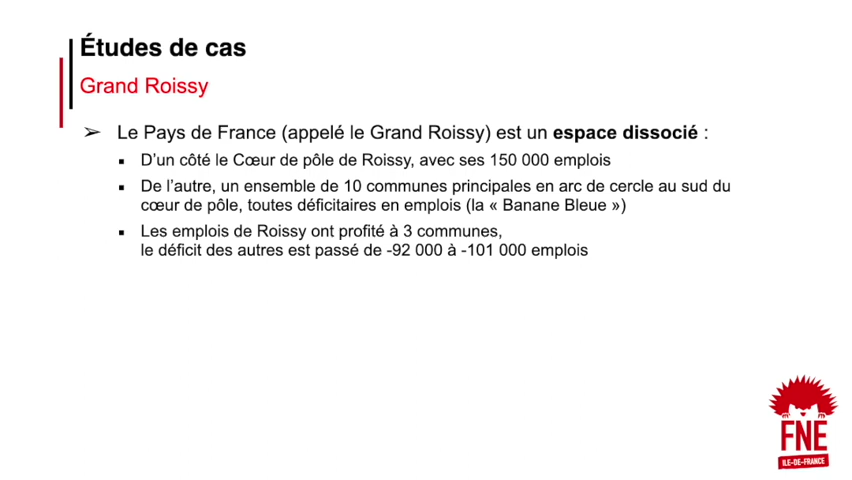 Études de cas
Grand Roissy
➢ Le Pays de France (appelé le Grand Roissy) est un espace dissocié :
▪ D'un côté le Cœur de pôle de Roissy, avec ses 150 000 emplois
▪ De l'autre, un ensemble de 10 communes principales en arc de cercle au sud du
cœur de pôle, toutes déficitaires en emplois (la « Banane Bleue »)
▪ Les emplois de Roissy ont profité à 3 communes,
le déficit des autres est passé de -92 000 à -101 000 emplois
FNE
ILE-DE-FRANCE